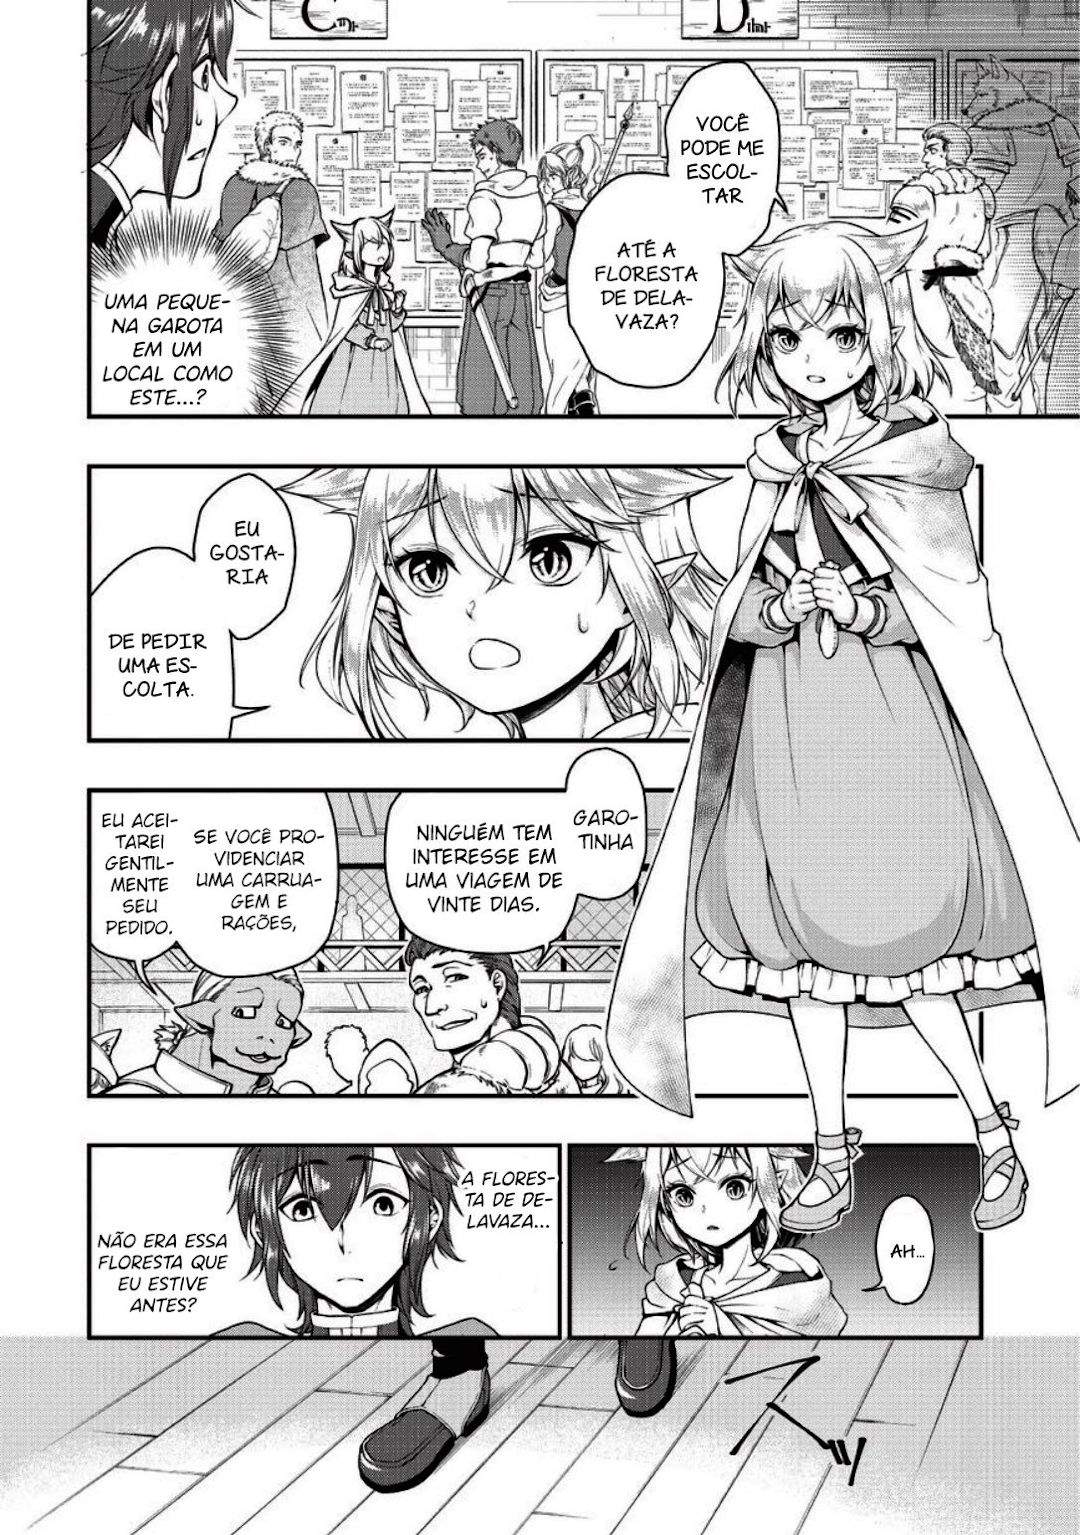 C
D
VOCÊ
PODE ME
ESCOL-
TAR
ATÉ A
FLORESTA
DE DELA-
VAZA?
UMA PEQUE-
NA GAROTA
EM UM
LOCAL COMO
ESTE...?
EU
GOSTA-
RIA
DE PEDIR
UMA ES-
COLTA.
GARO-
TINHA
NINGUÉM TEM
INTERESSE EM
UMA VIAGEM DE
VINTE DIAS.
SE VOCÊ PRO-
VIDENCIAR
UMA CARRUA-
GEM E
RAÇÕES,
EU ACEI-
TAREI
GENTIL-
MENTE
SEU
PEDIDO.
AH...
A FLORES-
TA DE DE-
LAVAZA...
NÃO ERA ESSA
FLORESTA QUE
EU ESTIVE
ANTES?
スッ